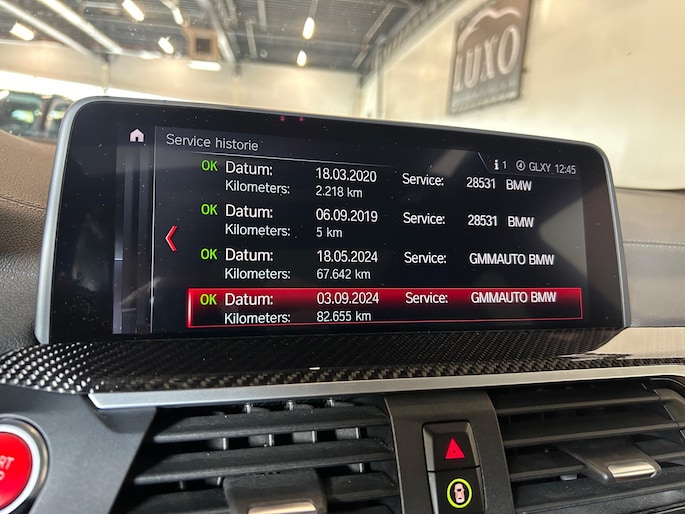 LUXO
Service historie
i 1 GLXY 12:45
OK Datum: 18.03.2020 Service: 28531 BMW
Kilometers: 2.218 km
OK Datum: 06.09.2019 Service: 28531 BMW
Kilometers: 5 km
OK Datum: 18.05.2024 Service: GMMAUTO BMW
Kilometers: 67.642 km
OK Datum: 03.09.2024 Service: GMMAUTO BMW
Kilometers: 82.655 km